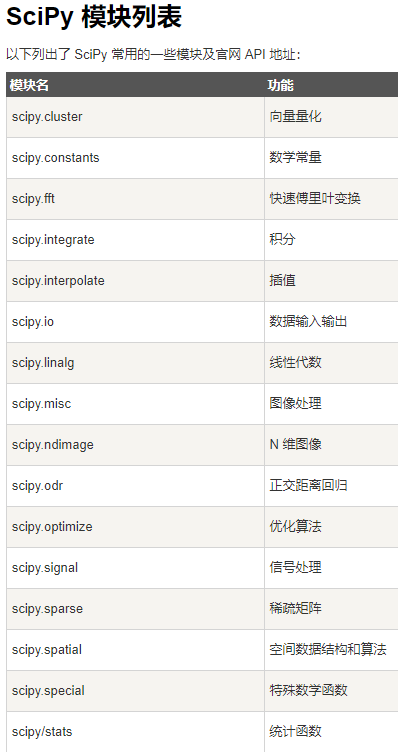 SciPy 模块列表
以下列出了 SciPy 常用的一些模块及官网 API 地址：
模块名 功能
scipy.cluster 向量量化
scipy.constants 数学常量
scipy.fft 快速傅里叶变换
scipy.integrate 积分
scipy.interpolate 插值
scipy.io 数据输入输出
scipy.linalg 线性代数
scipy.misc 图像处理
scipy.ndimage N 维图像
scipy.odr 正交距离回归
scipy.optimize 优化算法
scipy.signal 信号处理
scipy.sparse 稀疏矩阵
scipy.spatial 空间数据结构和算法
scipy.special 特殊数学函数
scipy/stats 统计函数